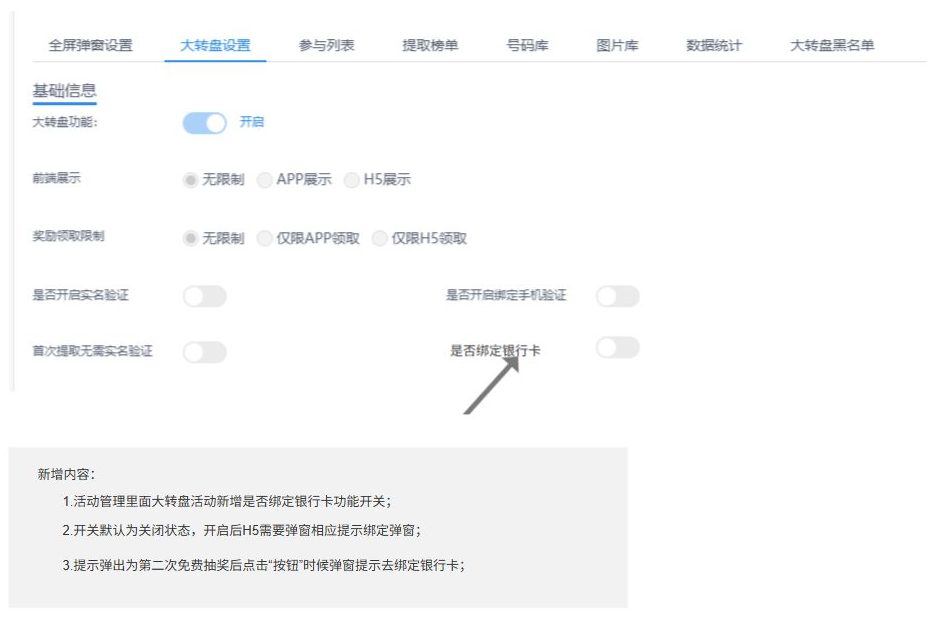 全屏弹窗设置 大转盘设置 参与列表 提取榜单 号码库 图片库 数据统计 大转盘黑名单
基础信息
大转盘功能: 开启
前端展示 无限制 APP展示 H5展示
奖励领取限制 无限制 仅限APP领取 仅限H5领取
是否开启实名验证 是否开启绑定手机验证
首次提取无需实名验证 是否绑定银行卡
新增内容：
1.活动管理里面大转盘活动新增是否绑定银行卡功能开关；
2.开关默认为关闭状态，开启后H5需要弹窗相应提示绑定弹窗；
3.提示弹出为第二次免费抽奖后点击“按钮”时候弹窗提示去绑定银行卡；